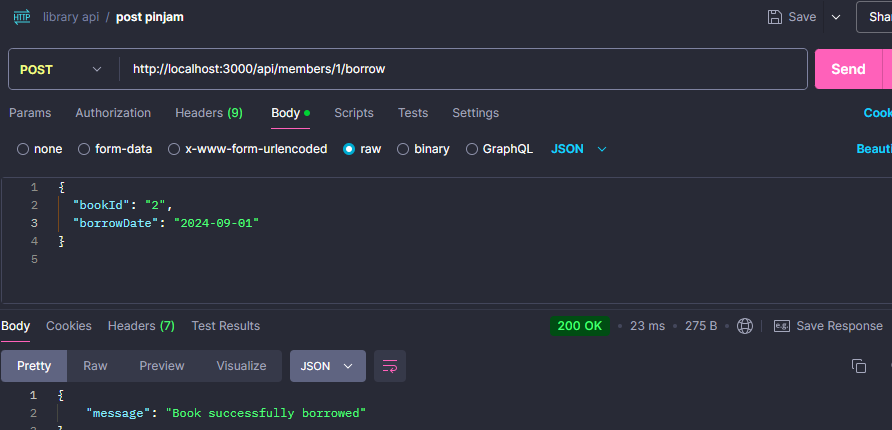 HTTP library api / post pinjam Save Sha
POST http://localhost:3000/api/members/1/borrow Send
Params Authorization Headers (9) Body Scripts Tests Settings Cook
none form-data x-www-form-urlencoded raw binary GraphQL JSON Beauti
1 {
2 "bookId": "2",
3 "borrowDate": "2024-09-01"
4 }
5
Body Cookies Headers (7) Test Results 200 OK • 23 ms • 275 B e.g. Save Response
Pretty Raw Preview Visualize JSON
1 {
2 "message": "Book successfully borrowed"